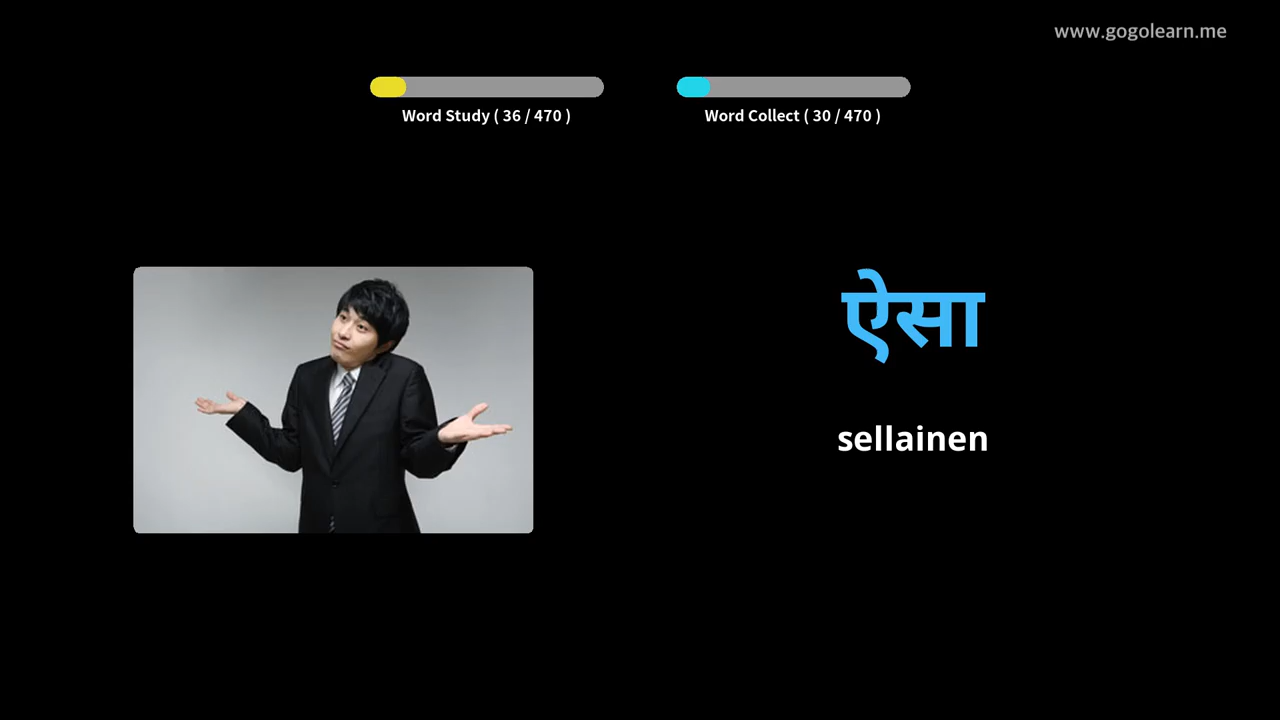 www.gogolearn.me
Word Study ( 36 / 470 )
Word Collect ( 30 / 470 )
ऐसा
sellainen